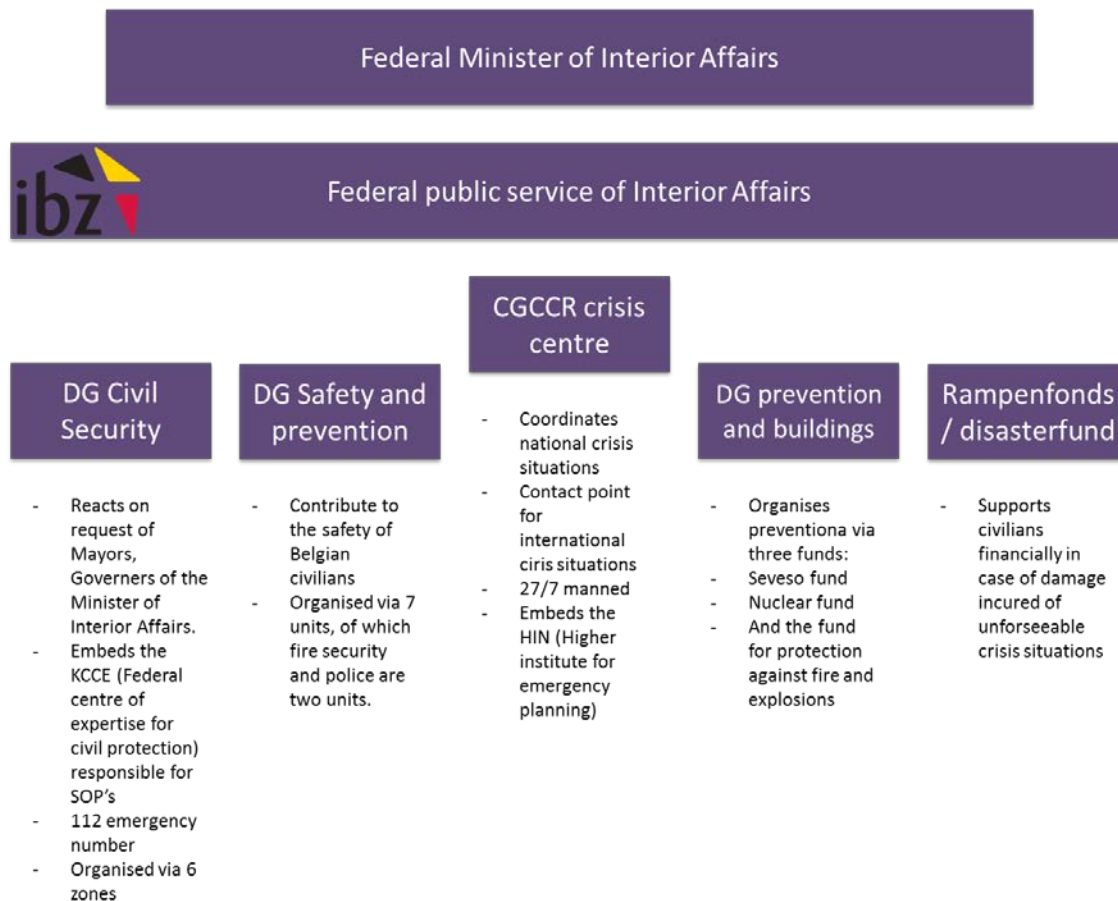 Federal Minister of Interior Affairs
ibz
Federal public service of Interior Affairs
CGCCR crisis
centre
DG Civil
Security
DG Safety and
prevention
DG prevention
and buildings
Rampenfonds
/ disasterfund
- Reacts on
request of
Mayors,
Governers of the
Minister of
Interior Affairs.
- Embeds the
KCCE (Federal
centre of
expertise for
civil protection)
responsible for
SOP's
- 112 emergency
number
- Organised via 6
zones
- Contribute to
the safety of
Belgian
civilians
- Organised via 7
units, of which
fire security
and police are
two units.
- Coordinates
national crisis
situations
- Contact point
for
international
ciris situations
- 27/7 manned
- Embeds the
HIN (Higher
institute for
emergency
planning)
- Organises
preventiona via
three funds:
- Seveso fund
- Nuclear fund
- And the fund
for protection
against fire and
explosions
- Supports
civilians
financially in
case of damage
incured of
unforseeable
crisis situations